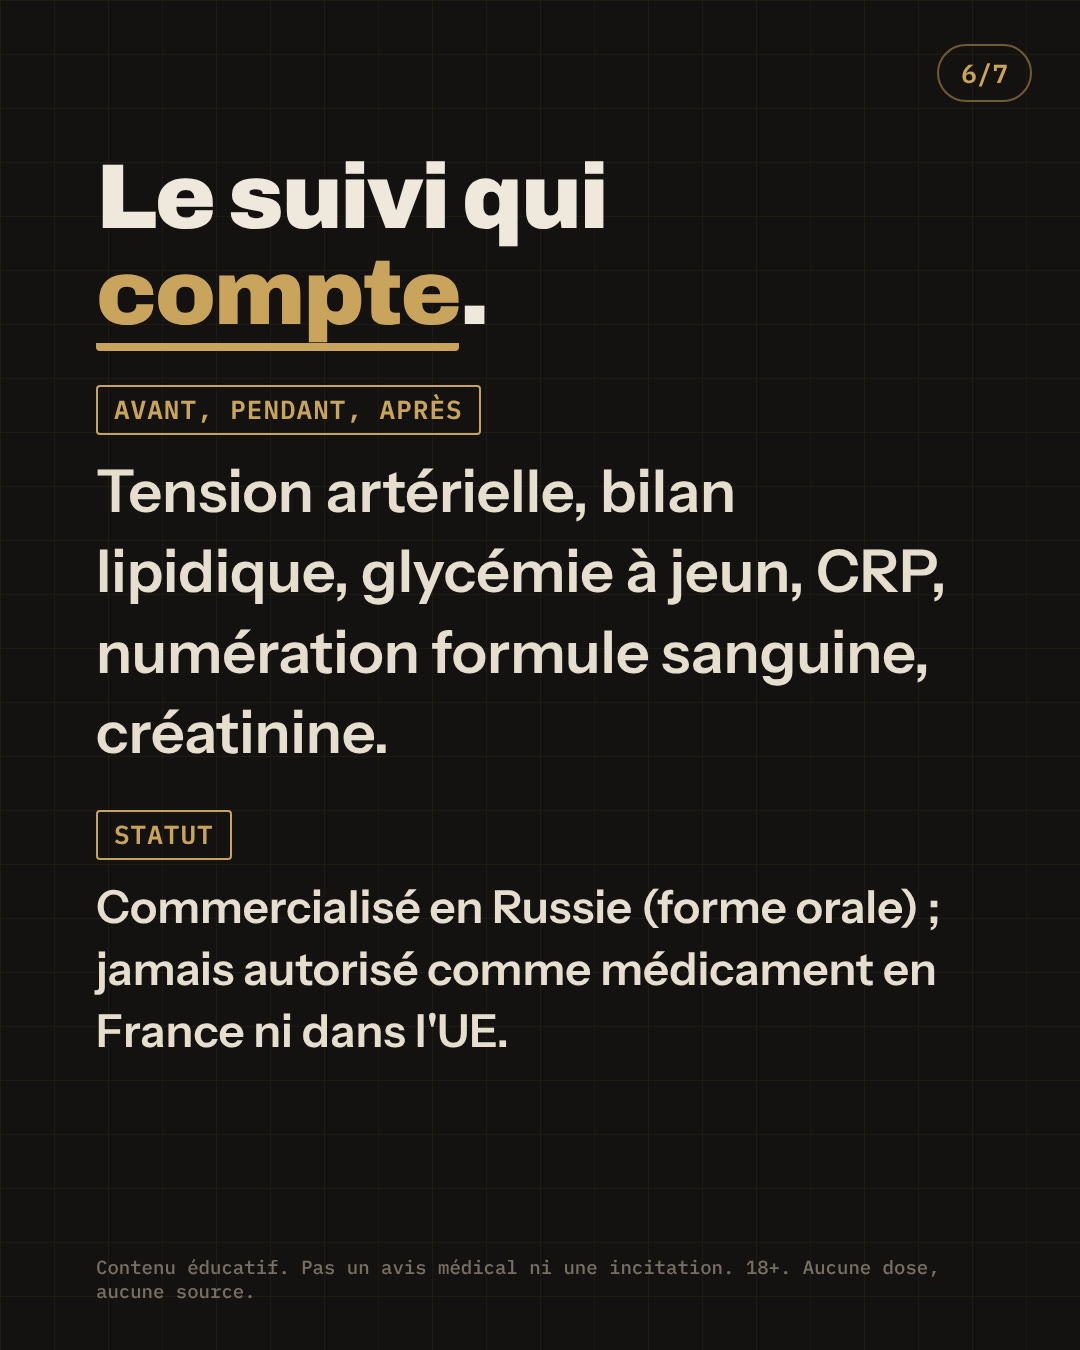 6/7
Le suivi qui
compte.
AVANT, PENDANT, APRÈS
Tension artérielle, bilan
lipidique, glycémie à jeun, CRP,
numération formule sanguine,
créatinine.
STATUT
Commercialisé en Russie (forme orale) ;
jamais autorisé comme médicament en
France ni dans l'UE.
Contenu éducatif. Pas un avis médical ni une incitation. 18+. Aucune dose,
aucune source.